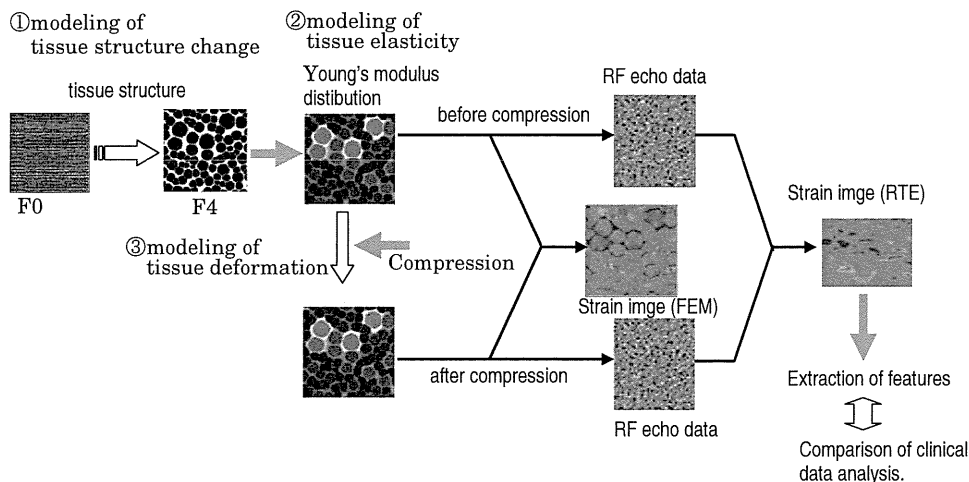 ①modeling of
tissue structure change
②modeling of
tissue elasticity
tissue structure
Young's modulus
distibution
F0
F4
before compression
RF echo data
③modeling of
tissue deformation
Compression
Strain imge (FEM)
Strain imge (RTE)
after compression
RF echo data
Extraction of features
Comparison of clinical
data analysis.